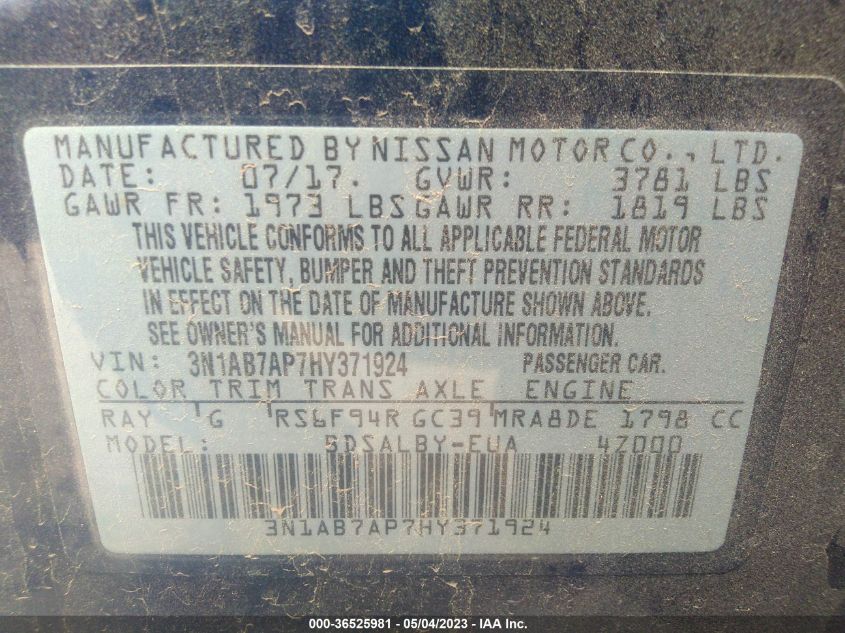 MANUFACTURED BY NISSAN MOTOR CO., LTD.
DATE: 07/17. GVWR: 3781 LBS
GAWR FR: 1973 LBS GAWR RR: 1819 LBS
THIS VEHICLE CONFORMS TO ALL APPLICABLE FEDERAL MOTOR
VEHICLE SAFETY, BUMPER AND THEFT PREVENTION STANDARDS
IN EFFECT ON THE DATE OF MANUFACTURE SHOWN ABOVE.
SEE OWNER'S MANUAL FOR ADDITIONAL INFORMATION.
VIN: 3N1AB7AP7HY371924 PASSENGER CAR.
COLOR TRIM TRANS AXLE ENGINE
RAY G RS6F94R GC39 MRA8DE 1798 CC
MODEL: BDSALBY-EUA 4Z000
3N1AB7AP7HY371924
000-36525981 - 05/04/2023 - IAA Inc.